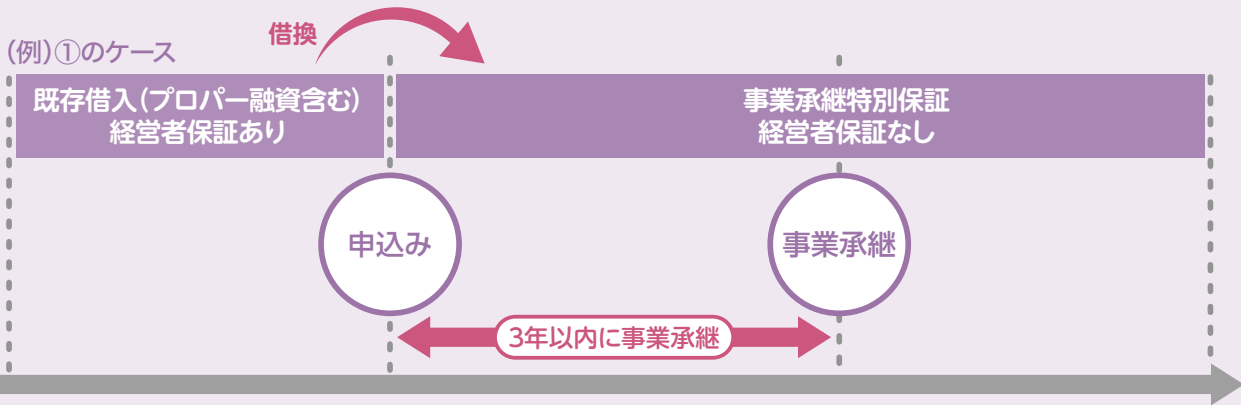 借換
(例)①のケース
既存借入(プロパー融資含む)
経営者保証あり
事業承継特別保証
経営者保証なし
申込み
事業承継
3年以内に事業承継